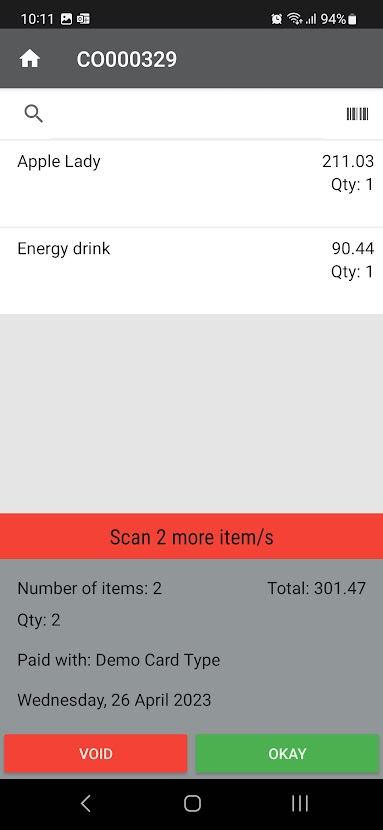 10:11 94%
CO000329
Apple Lady 211.03
Qty: 1
Energy drink 90.44
Qty: 1
Scan 2 more item/s
Number of items: 2 Total: 301.47
Qty: 2
Paid with: Demo Card Type
Wednesday, 26 April 2023
VOID OKAY